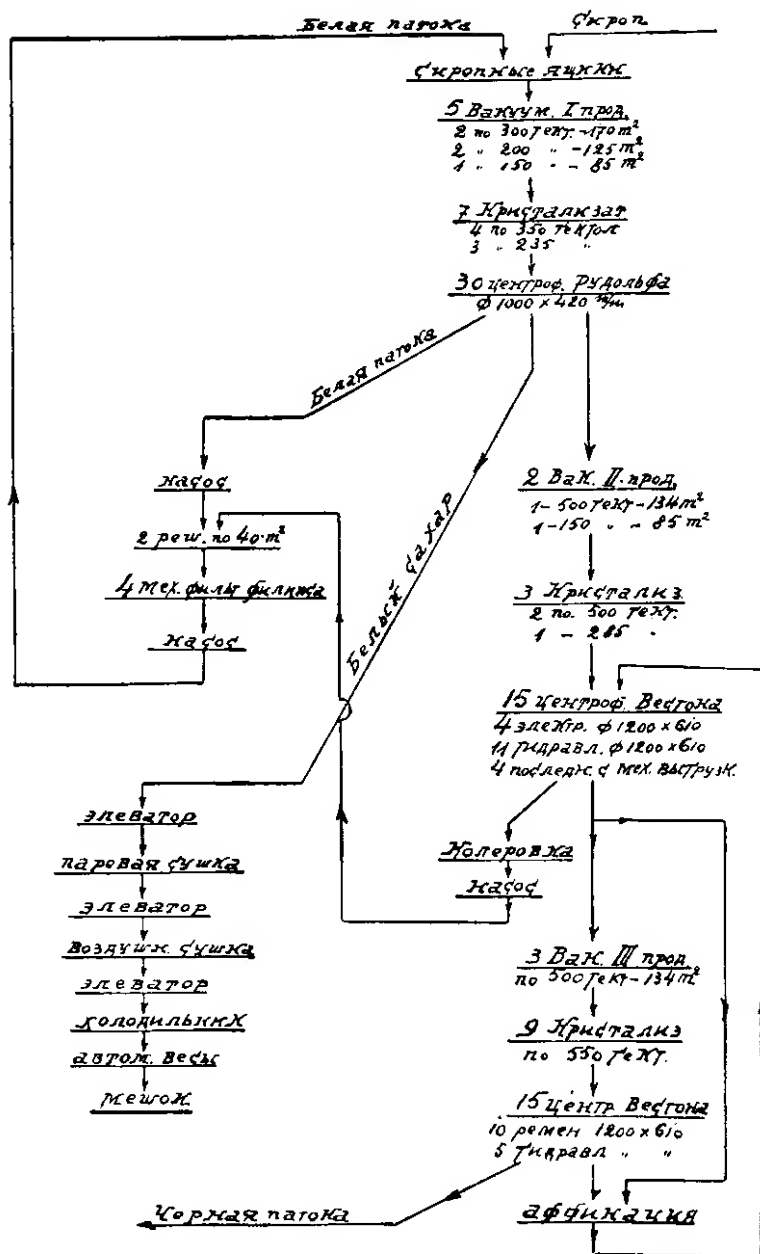 Белая патока
Сироп
Сиропные ящики
5 Вакуум. I прод.
2 по 300 гект. -170 m²
2 „ 200 „ -125 m²
1 „ 150 „ - 85 m²
7 Кристализат
4 по 350 гектол
3 „ 235 „
30 центроф. Рудольфа
ф 1000 × 420 m/m
Белая патока
Белый сахар
насос
2 реш. по 40 m²
4 мех. фильт филипа
насос
2 Вак. II. прод.
1 - 500 гект - 134 m²
1 - 150 „ - 85 m²
3 Кристализ
2 по 500 гект.
1 - 285 „
15 центроф. Вестона
4 электр. ф 1200 × 610
11 гидравл. ф 1200 × 610
4 последн. с мех. выгрузк.
Колеровка
насос
элеватор
паровая сушка
элеватор
воздушн. сушка
элеватор
холодильник
автом. весы
мешок
3 Вак. III прод
по 500 гект - 134 m²
9 Кристализ
по 550 гект.
15 центр Вестона
10 ремен 1200 × 610
5 гидравл „ „
Чорная патока
аффинация